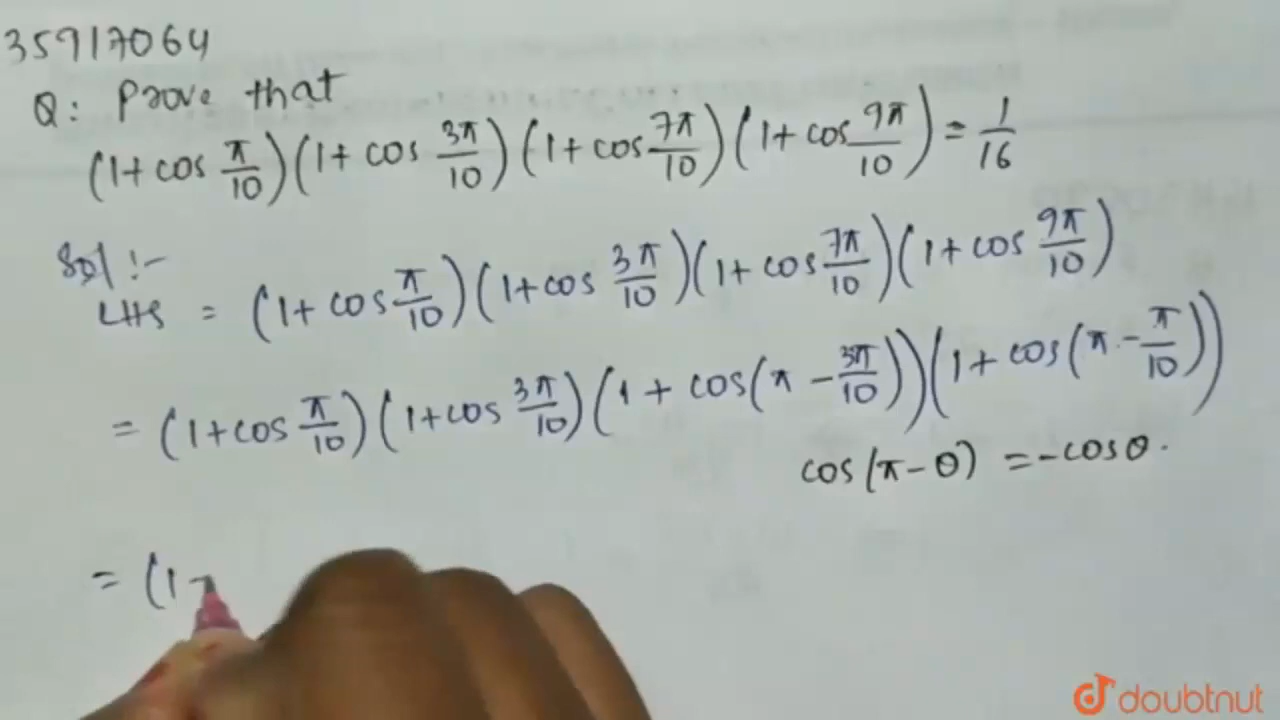 35917064
Q: Prove that
(1+cos π/10)(1+cos 3π/10)(1+cos 7π/10)(1+cos 9π/10) = 1/16
Sol :-
LHS = (1+cos π/10)(1+cos 3π/10)(1+cos 7π/10)(1+cos 9π/10)
= (1+cos π/10)(1+cos 3π/10)(1+cos(π - 3π/10))(1+cos(π - π/10))
cos(π-θ) = -cosθ.
= (1-
doubtnut